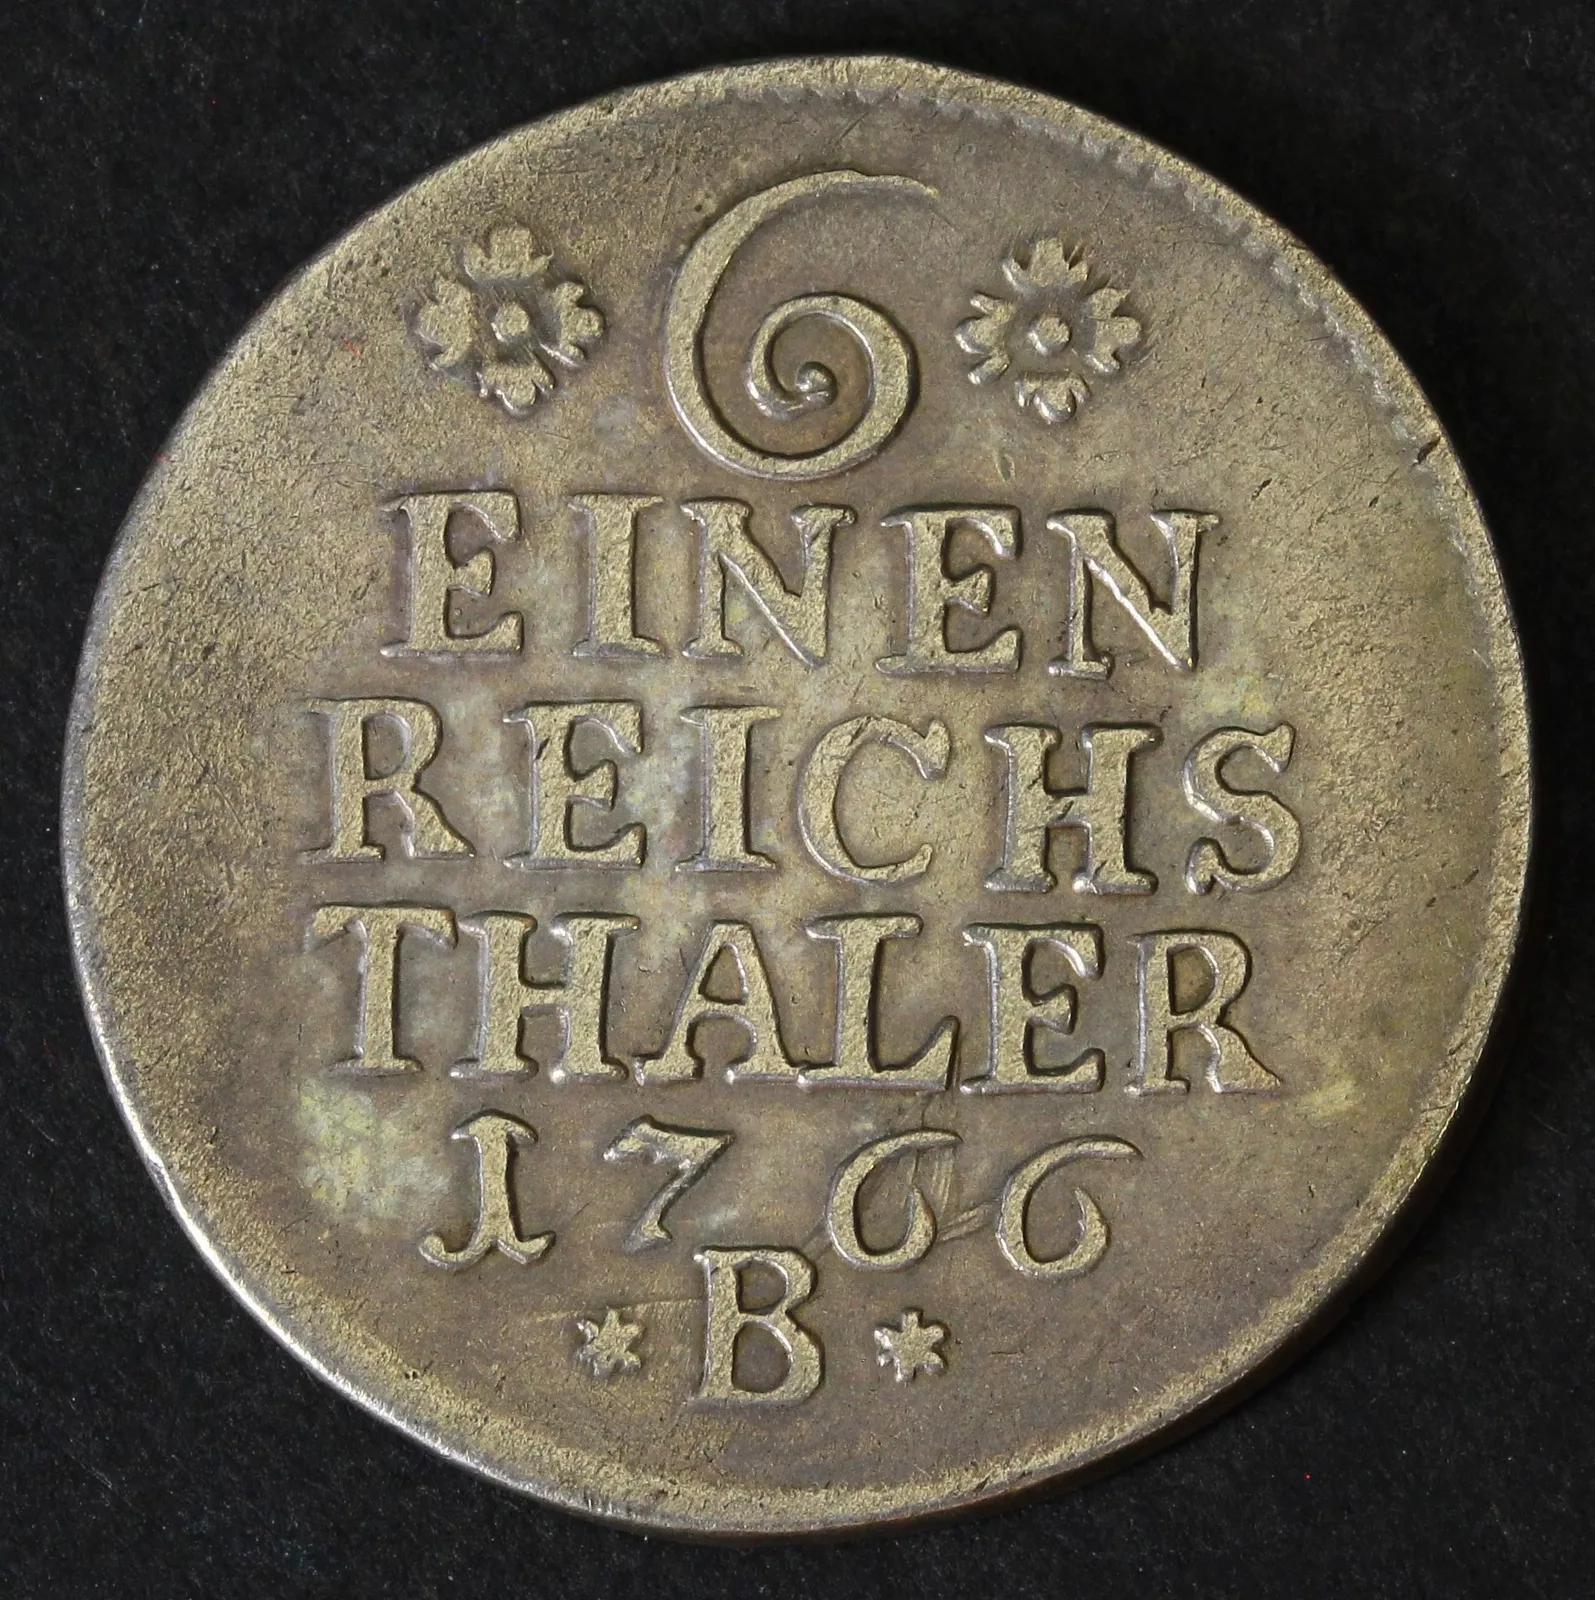 6
EINEN
REICHS
THALER
1766
* B *